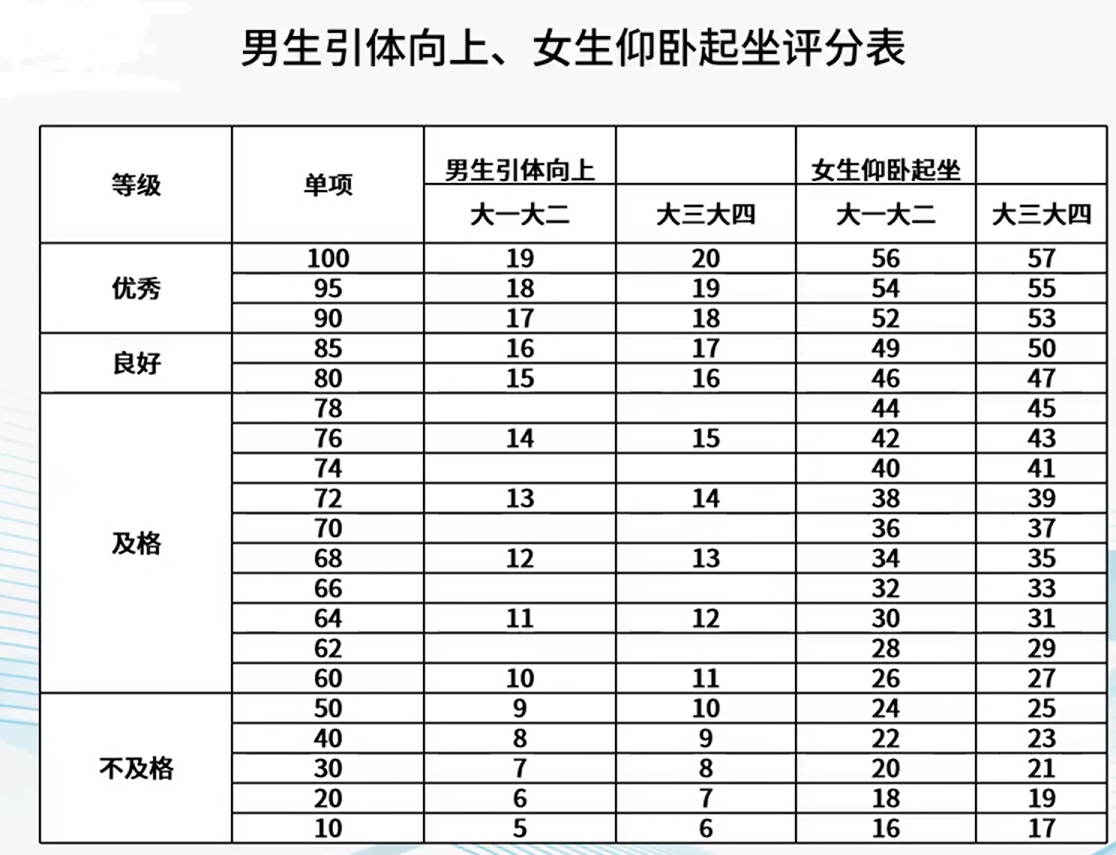 男生引体向上、女生仰卧起坐评分表
等级 单项 男生引体向上 女生仰卧起坐
大一大二 大三大四 大一大二 大三大四
优秀 100 19 20 56 57
95 18 19 54 55
90 17 18 52 53
良好 85 16 17 49 50
80 15 16 46 47
及格 78 44 45
76 14 15 42 43
74 40 41
72 13 14 38 39
70 36 37
68 12 13 34 35
66 32 33
64 11 12 30 31
62 28 29
60 10 11 26 27
不及格 50 9 10 24 25
40 8 9 22 23
30 7 8 20 21
20 6 7 18 19
10 5 6 16 17